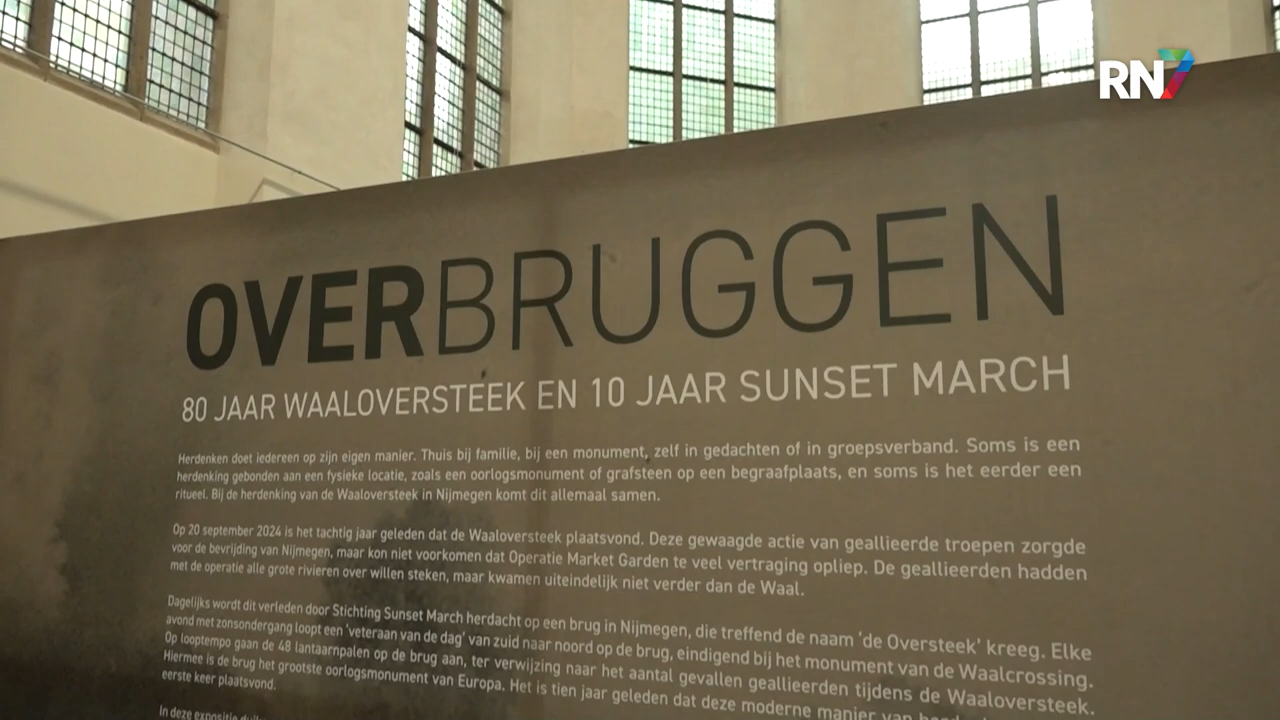 RN7
OVERBRUGGEN
80 JAAR WAALOVERSTEEK EN 10 JAAR SUNSET MARCH
Herdenken doet iedereen op zijn eigen manier. Thuis bij familie, bij een monument, zelf in gedachten of in groepsverband. Soms is een
herdenking gebonden aan een fysieke locatie, zoals een oorlogsmonument of grafsteen op een begraafplaats, en soms is het eerder een
ritueel. Bij de herdenking van de Waaloversteek in Nijmegen komt dit allemaal samen.
Op 20 september 2024 is het tachtig jaar geleden dat de Waaloversteek plaatsvond. Deze gewaagde actie van geallieerde troepen zorgde
voor de bevrijding van Nijmegen, maar kon niet voorkomen dat Operatie Market Garden te veel vertraging opliep. De geallieerden hadden
met de operatie alle grote rivieren over willen steken, maar kwamen uiteindelijk niet verder dan de Waal.
Dagelijks wordt dit verleden door Stichting Sunset March herdacht op een brug in Nijmegen, die treffend de naam 'de Oversteek' kreeg. Elke
avond met zonsondergang loopt een 'veteraan van de dag' van zuid naar noord op de brug, eindigend bij het monument van de Waalcrossing.
Op looptempo gaan de 48 lantaarnpalen op de brug aan, ter verwijzing naar het aantal gevallen geallieerden tijdens de Waaloversteek.
Hiermee is de brug het grootste oorlogsmonument van Europa. Het is tien jaar geleden dat deze moderne manier van
eerste keer plaatsvond.
In deze expositie